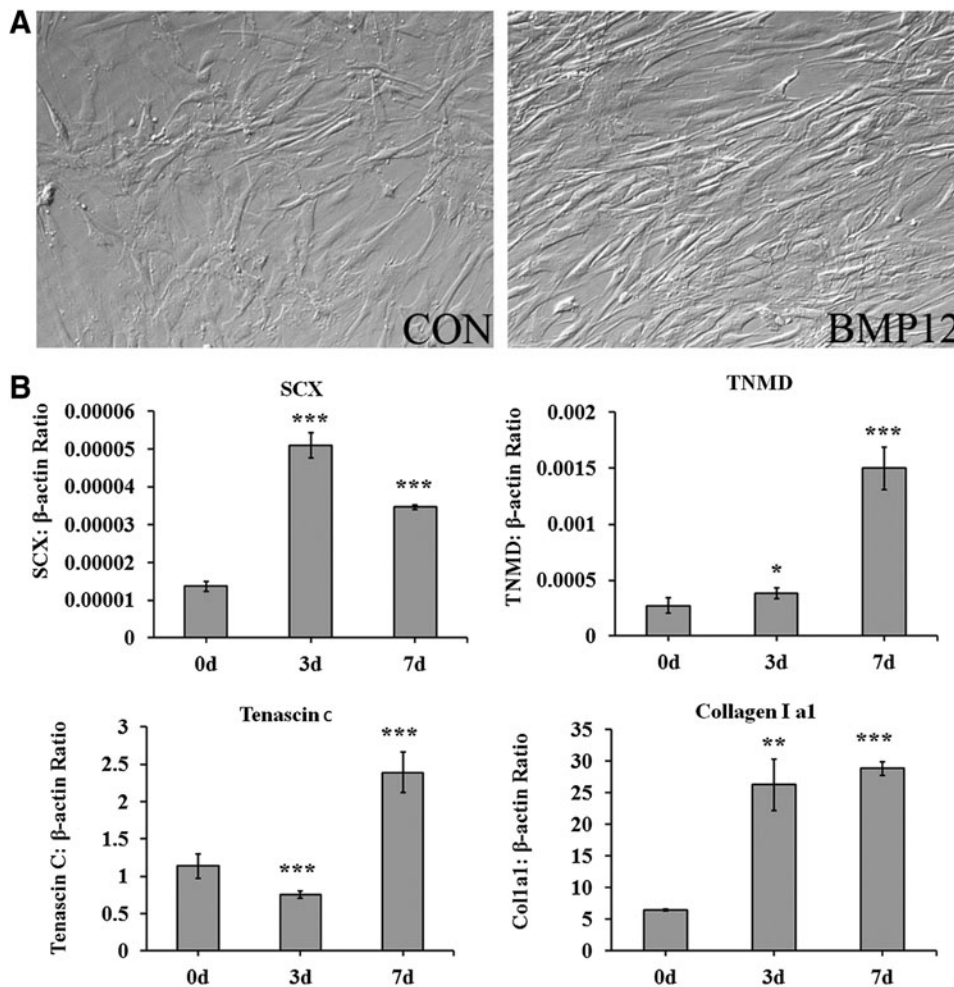 A
CON
BMP12
B
SCX
SCX: β-actin Ratio
0.00006
0.00005
0.00004
0.00003
0.00002
0.00001
0
***
***
0d
3d
7d
TNMD
TNMD: β-actin Ratio
0.002
0.0015
0.001
0.0005
0
*
***
0d
3d
7d
Tenascin C
Tenascin C: β-actin Ratio
3
2.5
2
1.5
1
0.5
0
***
***
0d
3d
7d
Collagen I a1
Col1a1: β-actin Ratio
35
30
25
20
15
10
5
0
**
***
0d
3d
7d